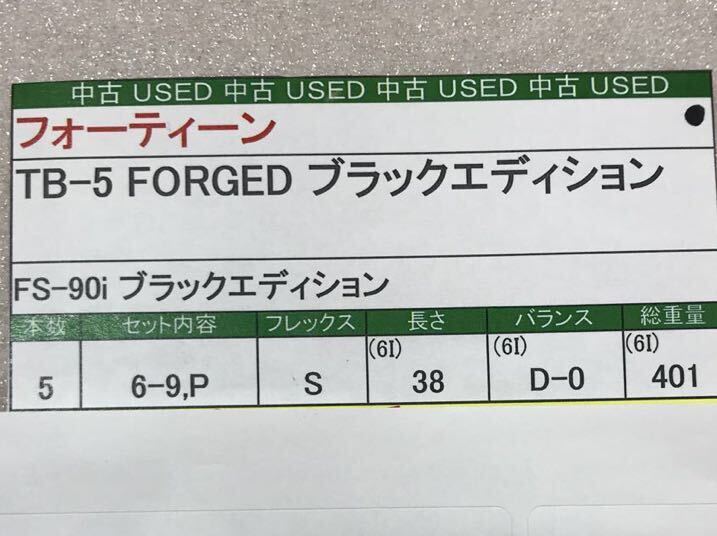 中古 USED 中古 USED 中古 USED 中古 USED
フォーティーン
TB-5 FORGED ブラックエディション
FS-90i ブラックエディション
本数 セット内容 フレックス 長さ バランス 総重量
(6I) (6I) (6I)
5 6-9,P S 38 D-0 401